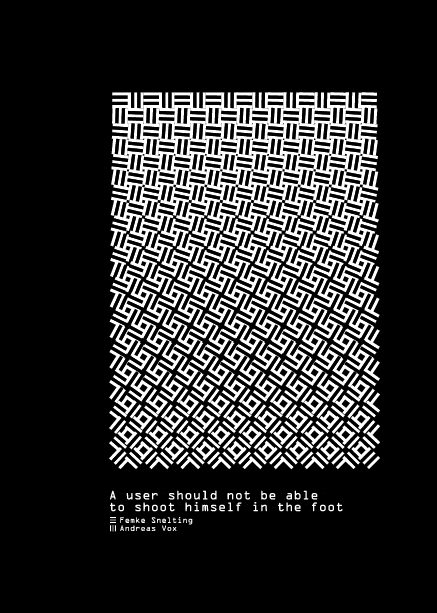 A user should not be able
to shoot himself in the foot
Femke Snelting
Andreas Vox